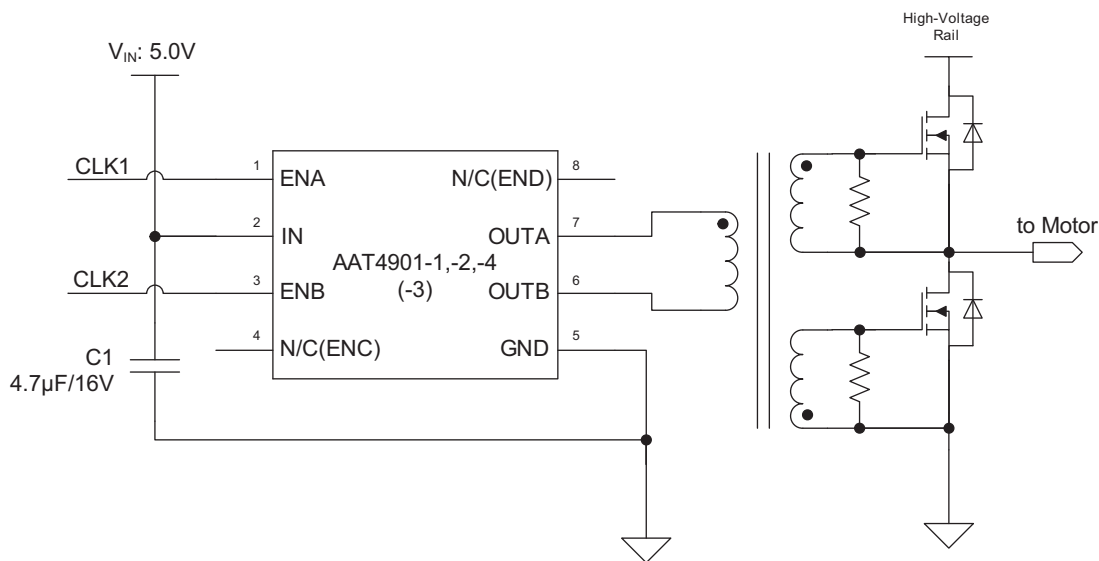 High-Voltage
Rail
V_IN: 5.0V
CLK1
1
ENA
N/C(END)
8
2
IN
OUTA
7
to Motor
AAT4901-1,-2,-4
(-3)
CLK2
3
ENB
OUTB
6
4
N/C(ENC)
GND
5
C1
4.7µF/16V